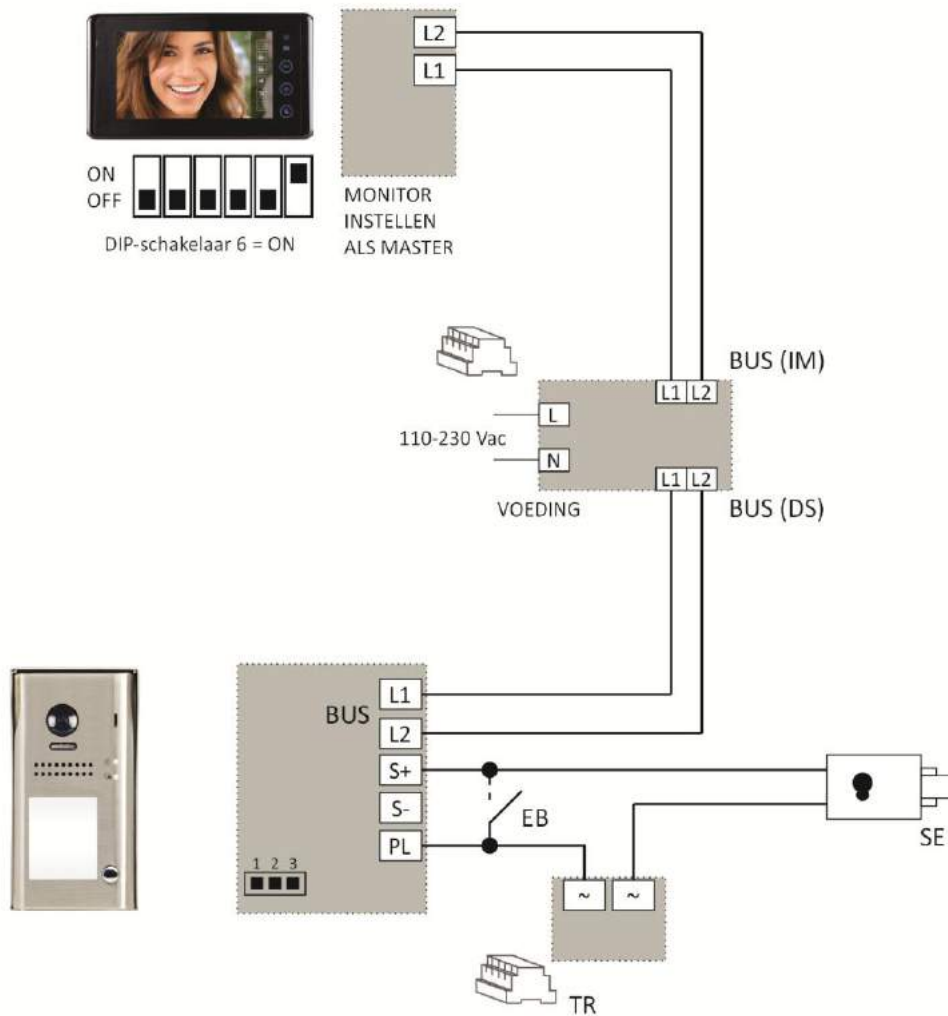 L2
L1
ON
OFF
DIP-schakelaar 6 = ON
MONITOR
INSTELLEN
ALS MASTER
BUS (IM)
L1 L2
L
110-230 Vac
N
L1 L2
VOEDING
BUS (DS)
L1
BUS
L2
S+
S-
EB
PL
SE
1 2 3
~ ~
TR